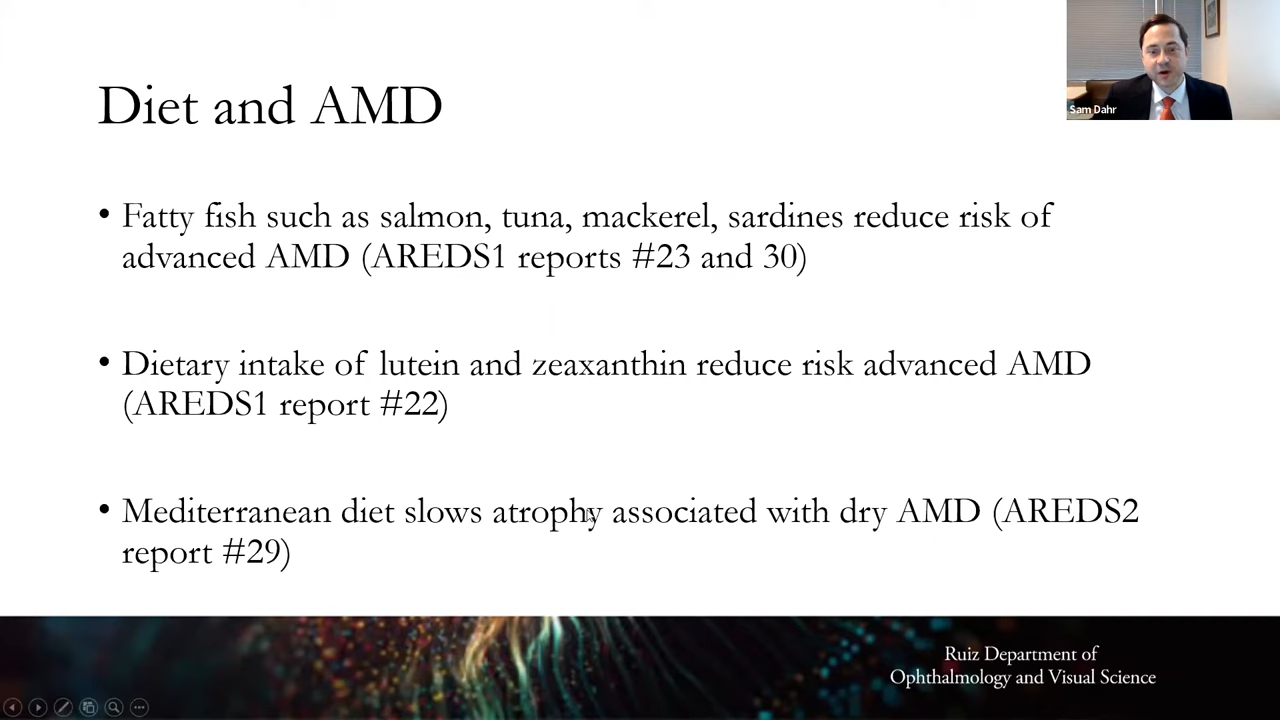 Diet and AMD
Sam Dahr
• Fatty fish such as salmon, tuna, mackerel, sardines reduce risk of
advanced AMD (AREDS1 reports #23 and 30)
• Dietary intake of lutein and zeaxanthin reduce risk advanced AMD
(AREDS1 report #22)
• Mediterranean diet slows atrophy associated with dry AMD (AREDS2
report #29)
Ruiz Department of
Ophthalmology and Visual Science